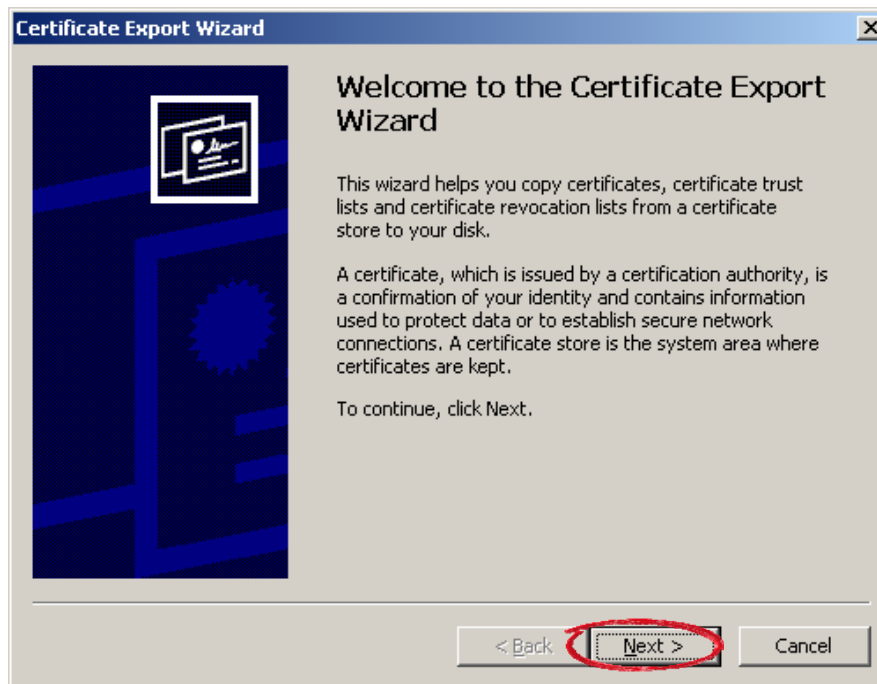 Certificate Export Wizard
Welcome to the Certificate Export
Wizard
This wizard helps you copy certificates, certificate trust
lists and certificate revocation lists from a certificate
store to your disk.
A certificate, which is issued by a certification authority, is
a confirmation of your identity and contains information
used to protect data or to establish secure network
connections. A certificate store is the system area where
certificates are kept.
To continue, click Next.
< Back Next > Cancel